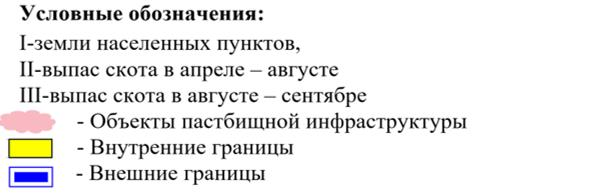 Условные обозначения:
I-земли населенных пунктов,
II-выпас скота в апреле – августе
III-выпас скота в августе – сентябре
- Объекты пастбищной инфраструктуры
- Внутренние границы
- Внешние границы